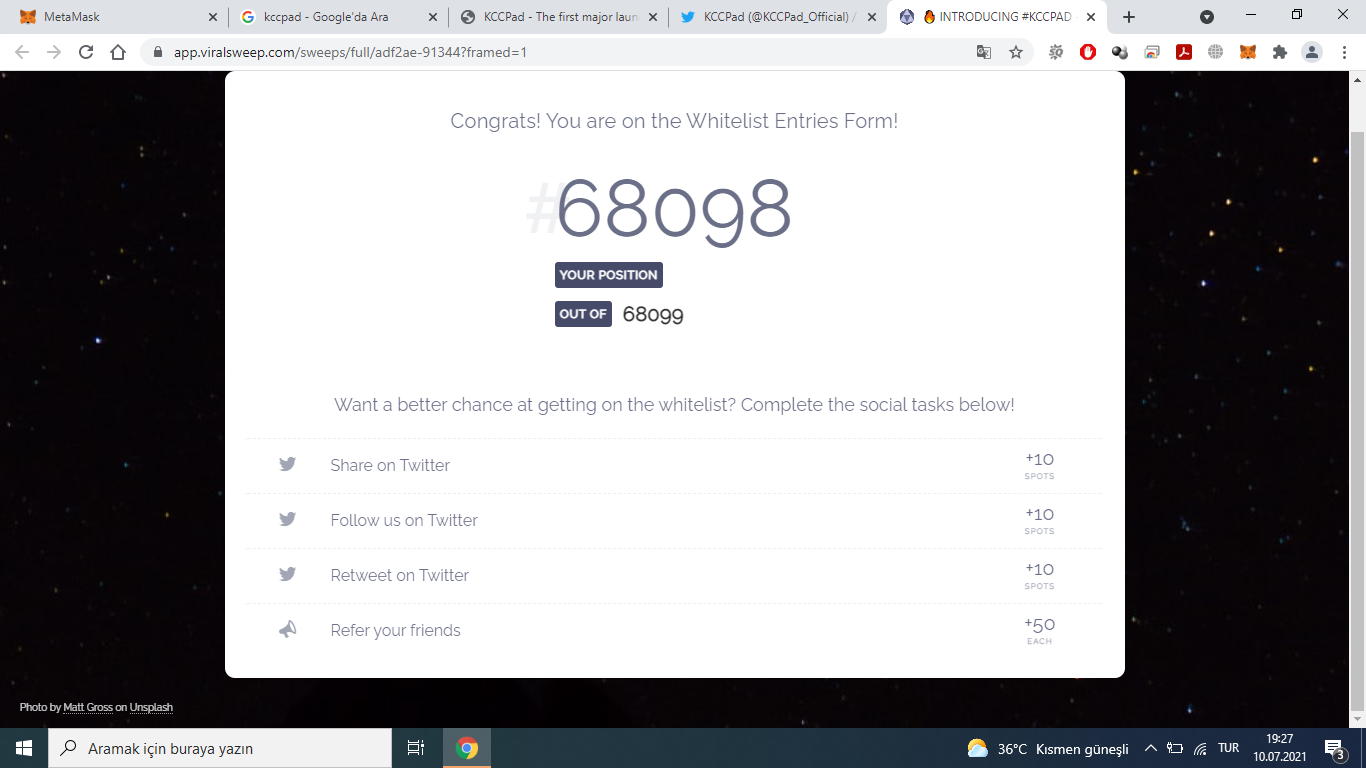 MetaMask
kccpad - Google'da Ara
KCCPad - The first major laun
KCCPad (@KCCPad_Official) /
INTRODUCING #KCCPAD
app.viralsweep.com/sweeps/full/adf2ae-91344?framed=1
Congrats! You are on the Whitelist Entries Form!
#68098
YOUR POSITION
OUT OF 68099
Want a better chance at getting on the whitelist? Complete the social tasks below!
Share on Twitter +10 SPOTS
Follow us on Twitter +10 SPOTS
Retweet on Twitter +10 SPOTS
Refer your friends +50 EACH
Photo by Matt Gross on Unsplash
Aramak için buraya yazın
36°C Kısmen güneşli
TUR
19:27
10.07.2021
3